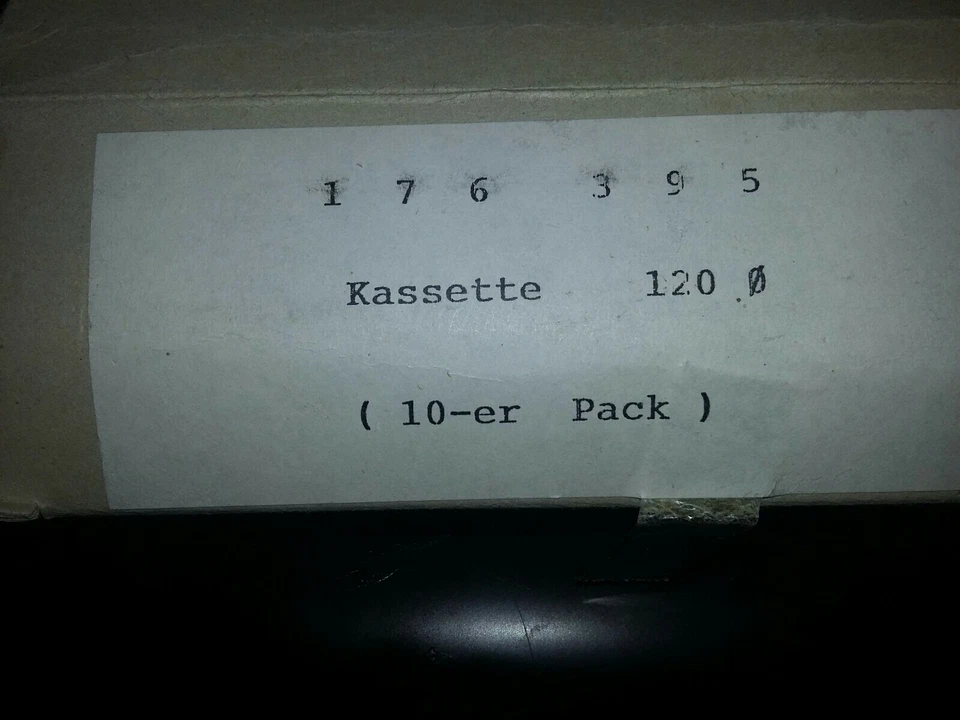 1 7 6 3 9 5
Kassette 120 Ø
( 10-er Pack )